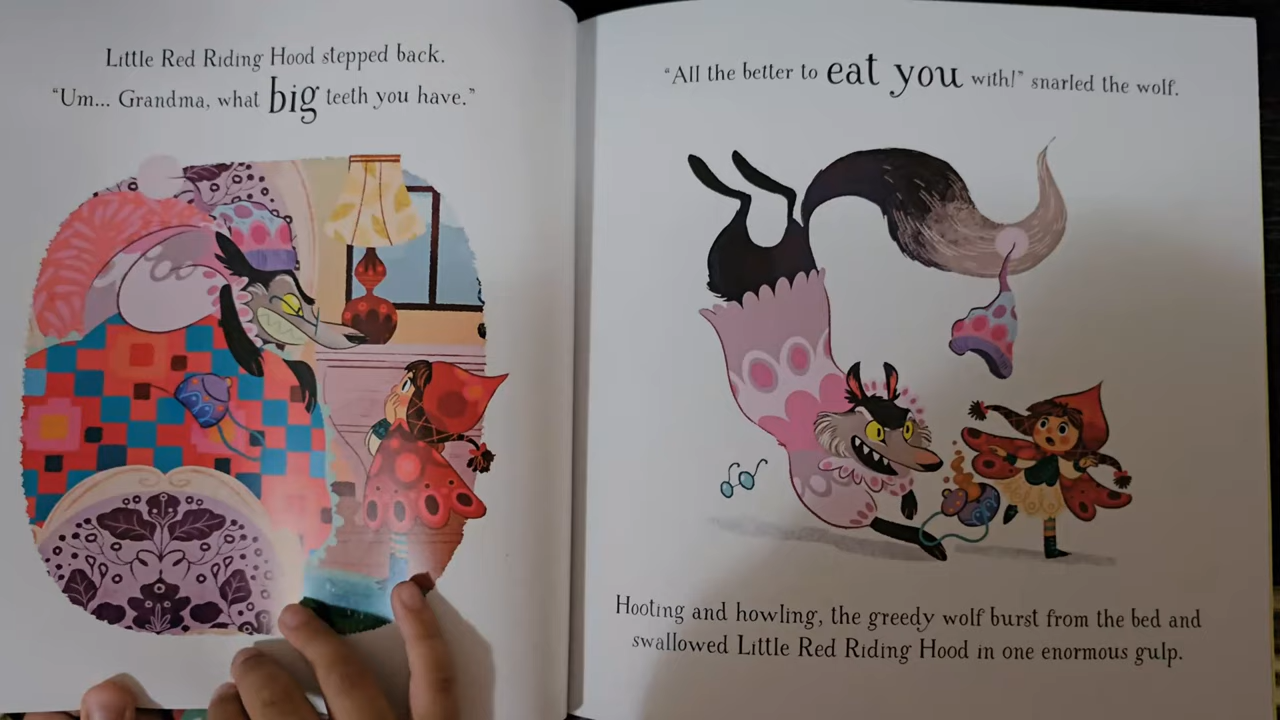 Little Red Riding Hood stepped back.
“Um... Grandma, what big teeth you have.”
“All the better to eat you with!” snarled the wolf.
Hooting and howling, the greedy wolf burst from the bed and
swallowed Little Red Riding Hood in one enormous gulp.